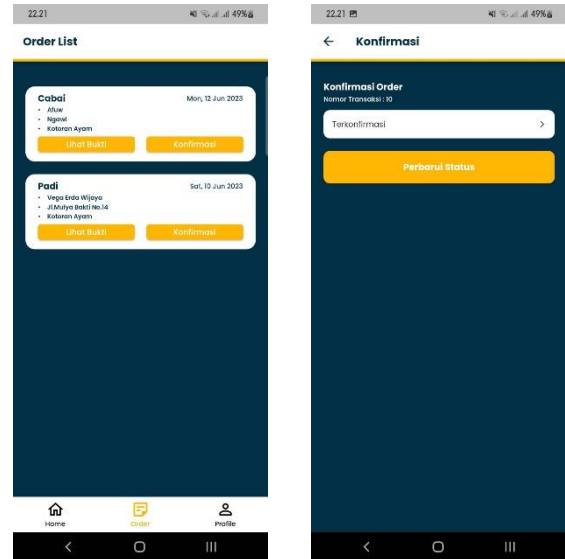 22.21
49%
Order List
Cabai
Mon, 12 Jun 2023
Afuw
Ngawi
Kotoran Ayam
Lihat Bukti
Konfirmasi
Padi
Sat, 10 Jun 2023
Vega Erda Wijaya
Jl.Mulya Bakti No.14
Kotoran Ayam
Lihat Bukti
Konfirmasi
Home
Order
Profile
22.21
49%
Konfirmasi
Konfirmasi Order
Nomor Transaksi : 10
Terkonfirmasi
Perbarui Status